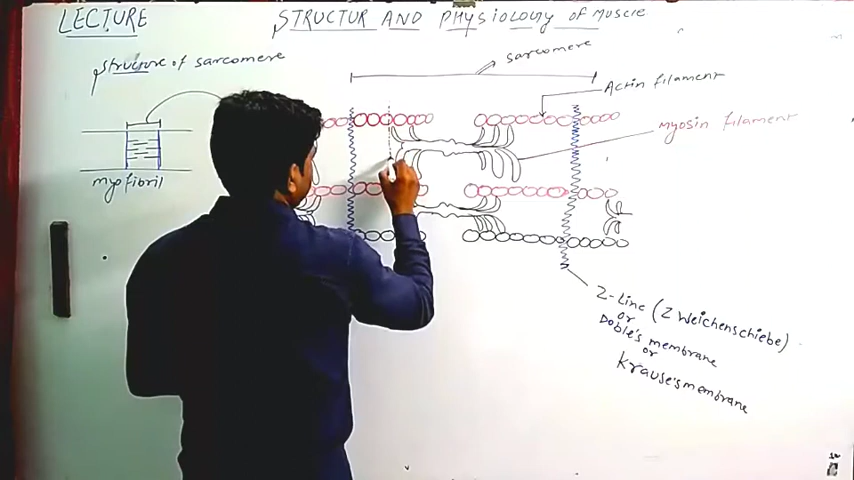 LECTURE
STRUCTUR AND PHYsiology of Muscle
structure of sarcomere
sarcomere
Actin filament
myosin filament
myofibril
Z-Line (Z Weichenschiebe)
or
Doble's membrane
or
Krause's membrane